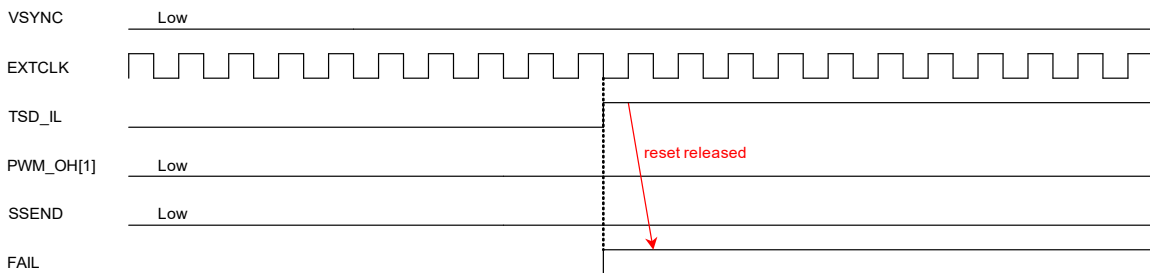 VSYNC Low
EXTCLK
TSD_IL
reset released
PWM_OH[1] Low
SSEND Low
FAIL